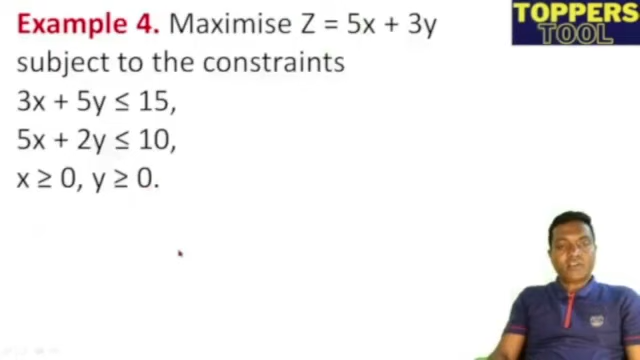 Example 4. Maximise Z = 5x + 3y
subject to the constraints
3x + 5y ≤ 15,
5x + 2y ≤ 10,
x ≥ 0, y ≥ 0.
TOPPERS
TOOL